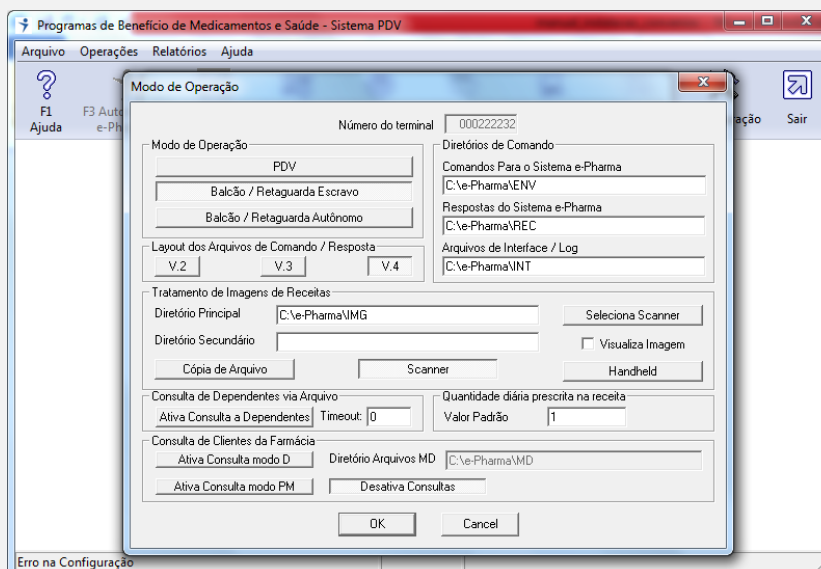 Programas de Benefício de Medicamentos e Saúde - Sistema PDV
Arquivo Operações Relatórios Ajuda
F1
Ajuda
F3 Auto
e-Ph
ação
Sair
Modo de Operação
Número do terminal 000222232
Modo de Operação
PDV
Balcão / Retaguarda Escravo
Balcão / Retaguarda Autônomo
Diretórios de Comando
Comandos Para o Sistema e-Pharma
C:\e-Pharma\ENV
Respostas do Sistema e-Pharma
C:\e-Pharma\REC
Arquivos de Interface / Log
C:\e-Pharma\INT
Layout dos Arquivos de Comando / Resposta
V.2 V.3 V.4
Tratamento de Imagens de Receitas
Diretório Principal C:\e-Pharma\IMG Seleciona Scanner
Diretório Secundário Visualiza Imagem
Cópia de Arquivo Scanner Handheld
Consulta de Dependentes via Arquivo
Ativa Consulta a Dependentes Timeout: 0
Quantidade diária prescrita na receita
Valor Padrão 1
Consulta de Clientes da Farmácia
Ativa Consulta modo D Diretório Arquivos MD C:\e-Pharma\MD
Ativa Consulta modo PM Desativa Consultas
OK Cancel
Erro na Configuração